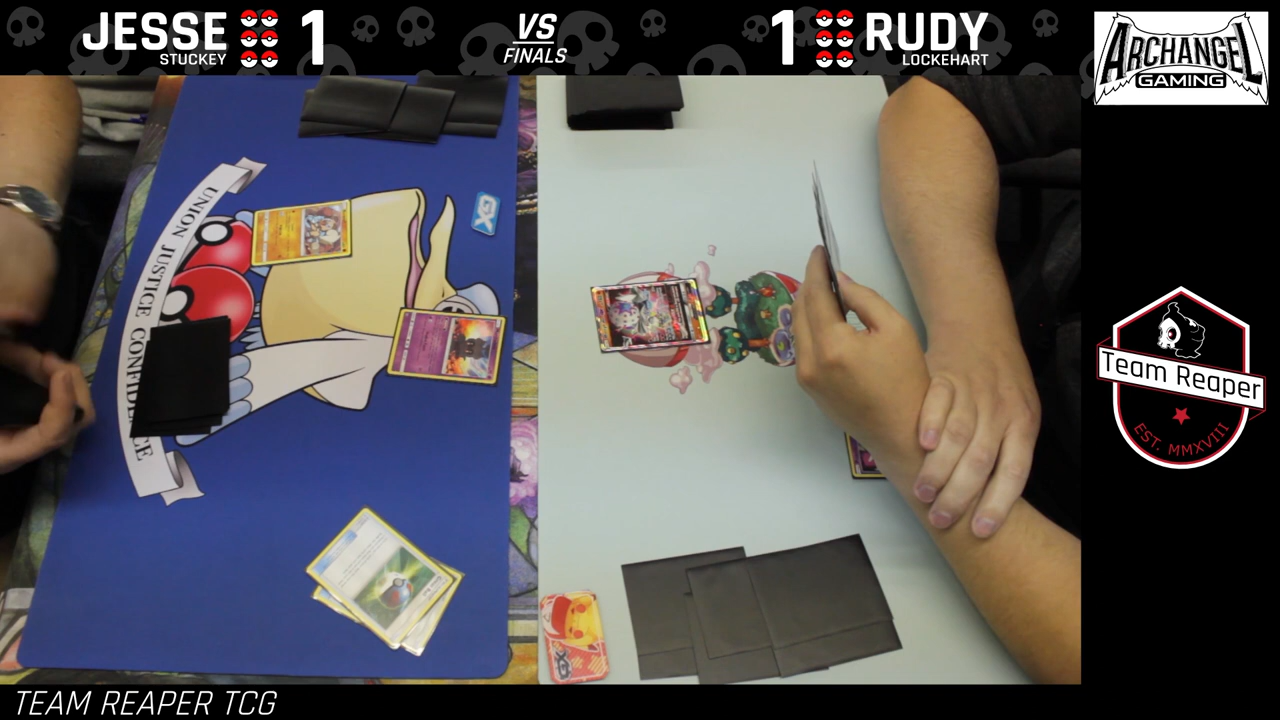 JESSE
STUCKEY
1
VS
FINALS
1
RUDY
LOCKEHART
ARCHANGEL
GAMING
UNION JUSTICE CONFIDENCE
GX
GX
Team Reaper
EST. MMXVIII
TEAM REAPER TCG